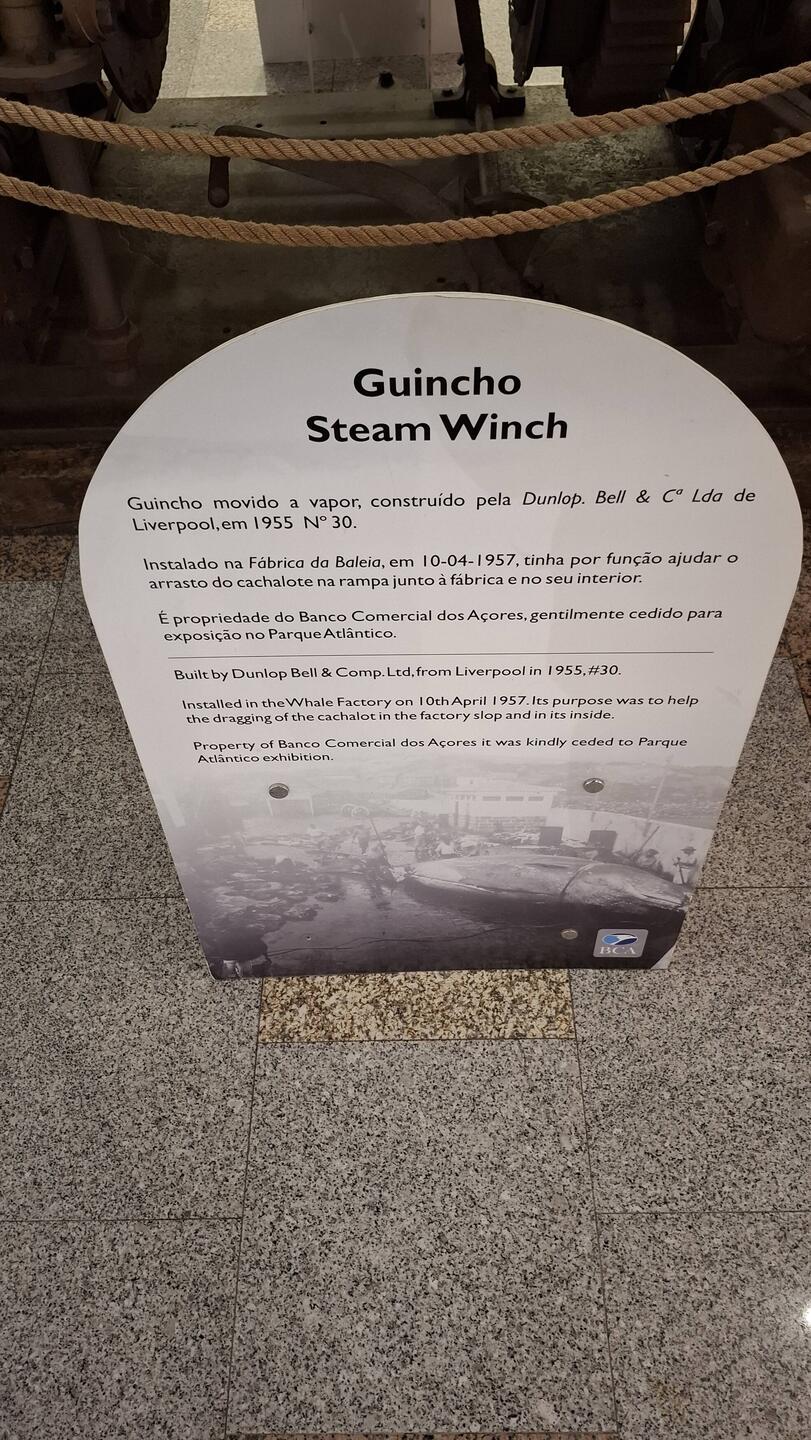 Guincho
Steam Winch
Guincho movido a vapor, construído pela Dunlop. Bell & Cª Lda de
Liverpool, em 1955 Nº 30.
Instalado na Fábrica da Baleia, em 10-04-1957, tinha por função ajudar o
arrasto do cachalote na rampa junto à fábrica e no seu interior.
É propriedade do Banco Comercial dos Açores, gentilmente cedido para
exposição no Parque Atlântico.
Built by Dunlop Bell & Comp. Ltd, from Liverpool in 1955, #30.
Installed in the Whale Factory on 10th April 1957. Its purpose was to help
the dragging of the cachalot in the factory slop and in its inside.
Property of Banco Comercial dos Açores it was kindly ceded to Parque
Atlântico exhibition.
BCA